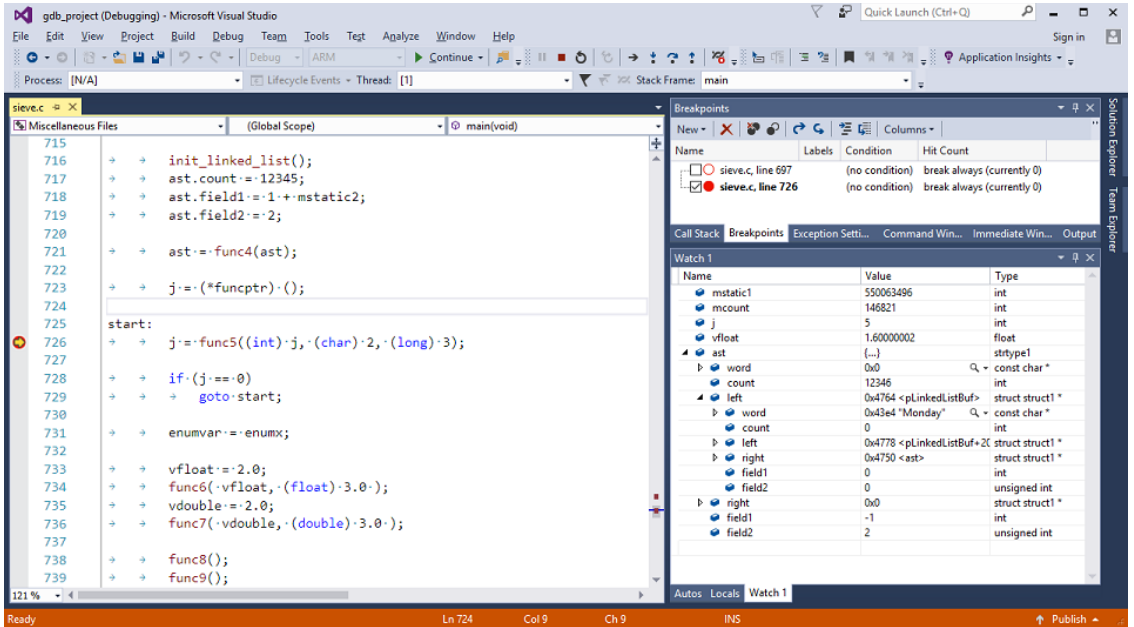 gdb_project (Debugging) - Microsoft Visual Studio
Quick Launch (Ctrl+Q)
File Edit View Project Build Debug Team Tools Test Analyze Window Help
Sign in
Debug ARM Continue Application Insights
Process: [N/A] Lifecycle Events Thread: [1] Stack Frame: main
sieve.c
Miscellaneous Files (Global Scope) main(void)
715
716 init_linked_list();
717 ast.count·=·12345;
718 ast.field1·=·1·+·mstatic2;
719 ast.field2·=·2;
720
721 ast·=·func4(ast);
722
723 j·=·(*funcptr)·();
724
725 start:
726 j·=·func5((int)·j,·(char)·2,·(long)·3);
727
728 if·(j·==·0)
729 goto·start;
730
731 enumvar·=·enumx;
732
733 vfloat·=·2.0;
734 func6(·vfloat,·(float)·3.0·);
735 vdouble·=·2.0;
736 func7(·vdouble,·(double)·3.0·);
737
738 func8();
739 func9();
121 %
Breakpoints
New Columns
Name Labels Condition Hit Count
sieve.c, line 697 (no condition) break always (currently 0)
sieve.c, line 726 (no condition) break always (currently 0)
Call Stack Breakpoints Exception Setti... Command Win... Immediate Win... Output
Watch 1
Name Value Type
mstatic1 550063496 int
mcount 146821 int
j 5 int
vfloat 1.60000002 float
ast {...} strtype1
word 0x0 const char *
count 12346 int
left 0x4764 <pLinkedListBuf> struct struct1 *
word 0x43e4 "Monday" const char *
count 0 int
left 0x4778 <pLinkedListBuf+20 struct struct1 *
right 0x4750 <ast> struct struct1 *
field1 0 int
field2 0 unsigned int
right 0x0 struct struct1 *
field1 -1 int
field2 2 unsigned int
Autos Locals Watch 1
Solution Explorer
Team Explorer
Ready Ln 724 Col 9 Ch 9 INS Publish